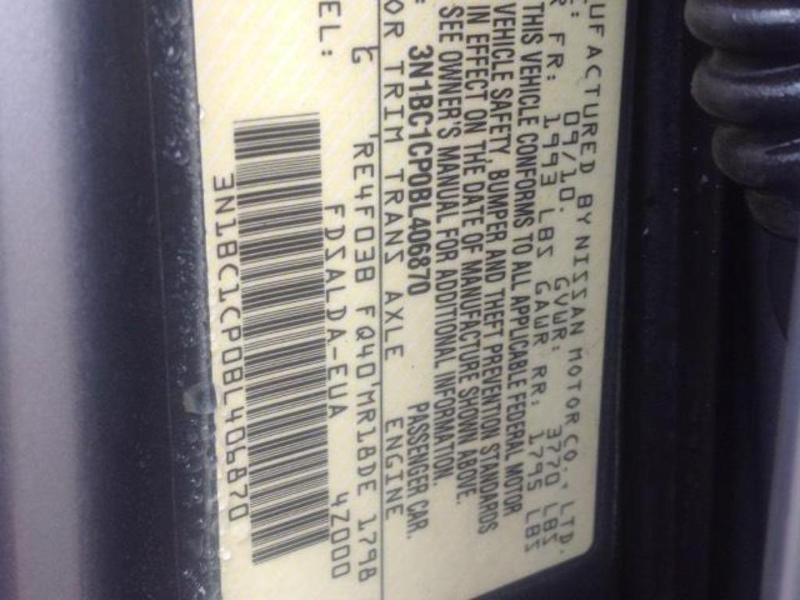 UFACTURED BY NISSAN MOTOR CO., LTD.
: 09/10. GVWR: 3770 LBS
FR: 1993 LBS GAWR RR: 1795 LBS
THIS VEHICLE CONFORMS TO ALL APPLICABLE FEDERAL MOTOR
VEHICLE SAFETY, BUMPER AND THEFT PREVENTION STANDARDS
IN EFFECT ON THE DATE OF MANUFACTURE SHOWN ABOVE.
SEE OWNER'S MANUAL FOR ADDITIONAL INFORMATION.
3N1BC1CP0BL406870 PASSENGER CAR.
OR TRIM TRANS AXLE ENGINE
G 'RE4F03B FQ40'MR18DE 1798
EL: FDSALDA-EUA 4Z000
3N1BC1CP0BL406870